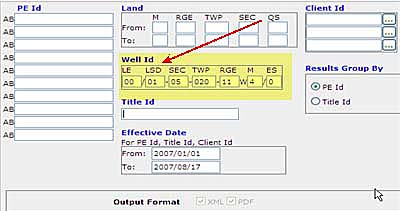 PE Id
AB
AB
AB
AB
AB
AB
AB
AB
AB
AB
Land
M RGE TWP SEC QS
From:
To:
Well Id
LE LSD SEC TWP RGE M ES
00 / 01 - 05 - 020 - 11 W 4 / 0
Title Id
Effective Date
For PE Id, Title Id, Client Id
From: 2007/01/01
To: 2007/08/17
Client Id
...
...
...
Results Group By
PE Id
Title Id
Output Format XML PDF